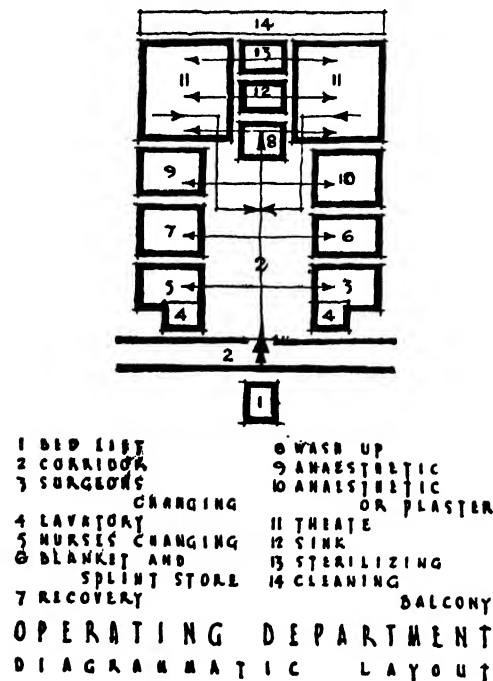 14
11 13 11
12
8
9 10
7 6
2
5 3
4 4
2
1
1 BED LIFT
2 CORRIDOR
3 SURGEONS
CHANGING
4 LAVATORY
5 NURSES CHANGING
6 BLANKET AND
SPLINT STORE
7 RECOVERY
8 WASH UP
9 ANAESTHETIC
10 ANAESTHETIC
OR PLASTER
11 THEATE
12 SINK
13 STERILIZING
14 CLEANING
BALCONY
OPERATING DEPARTMENT
DIAGRAMMATIC LAYOUT